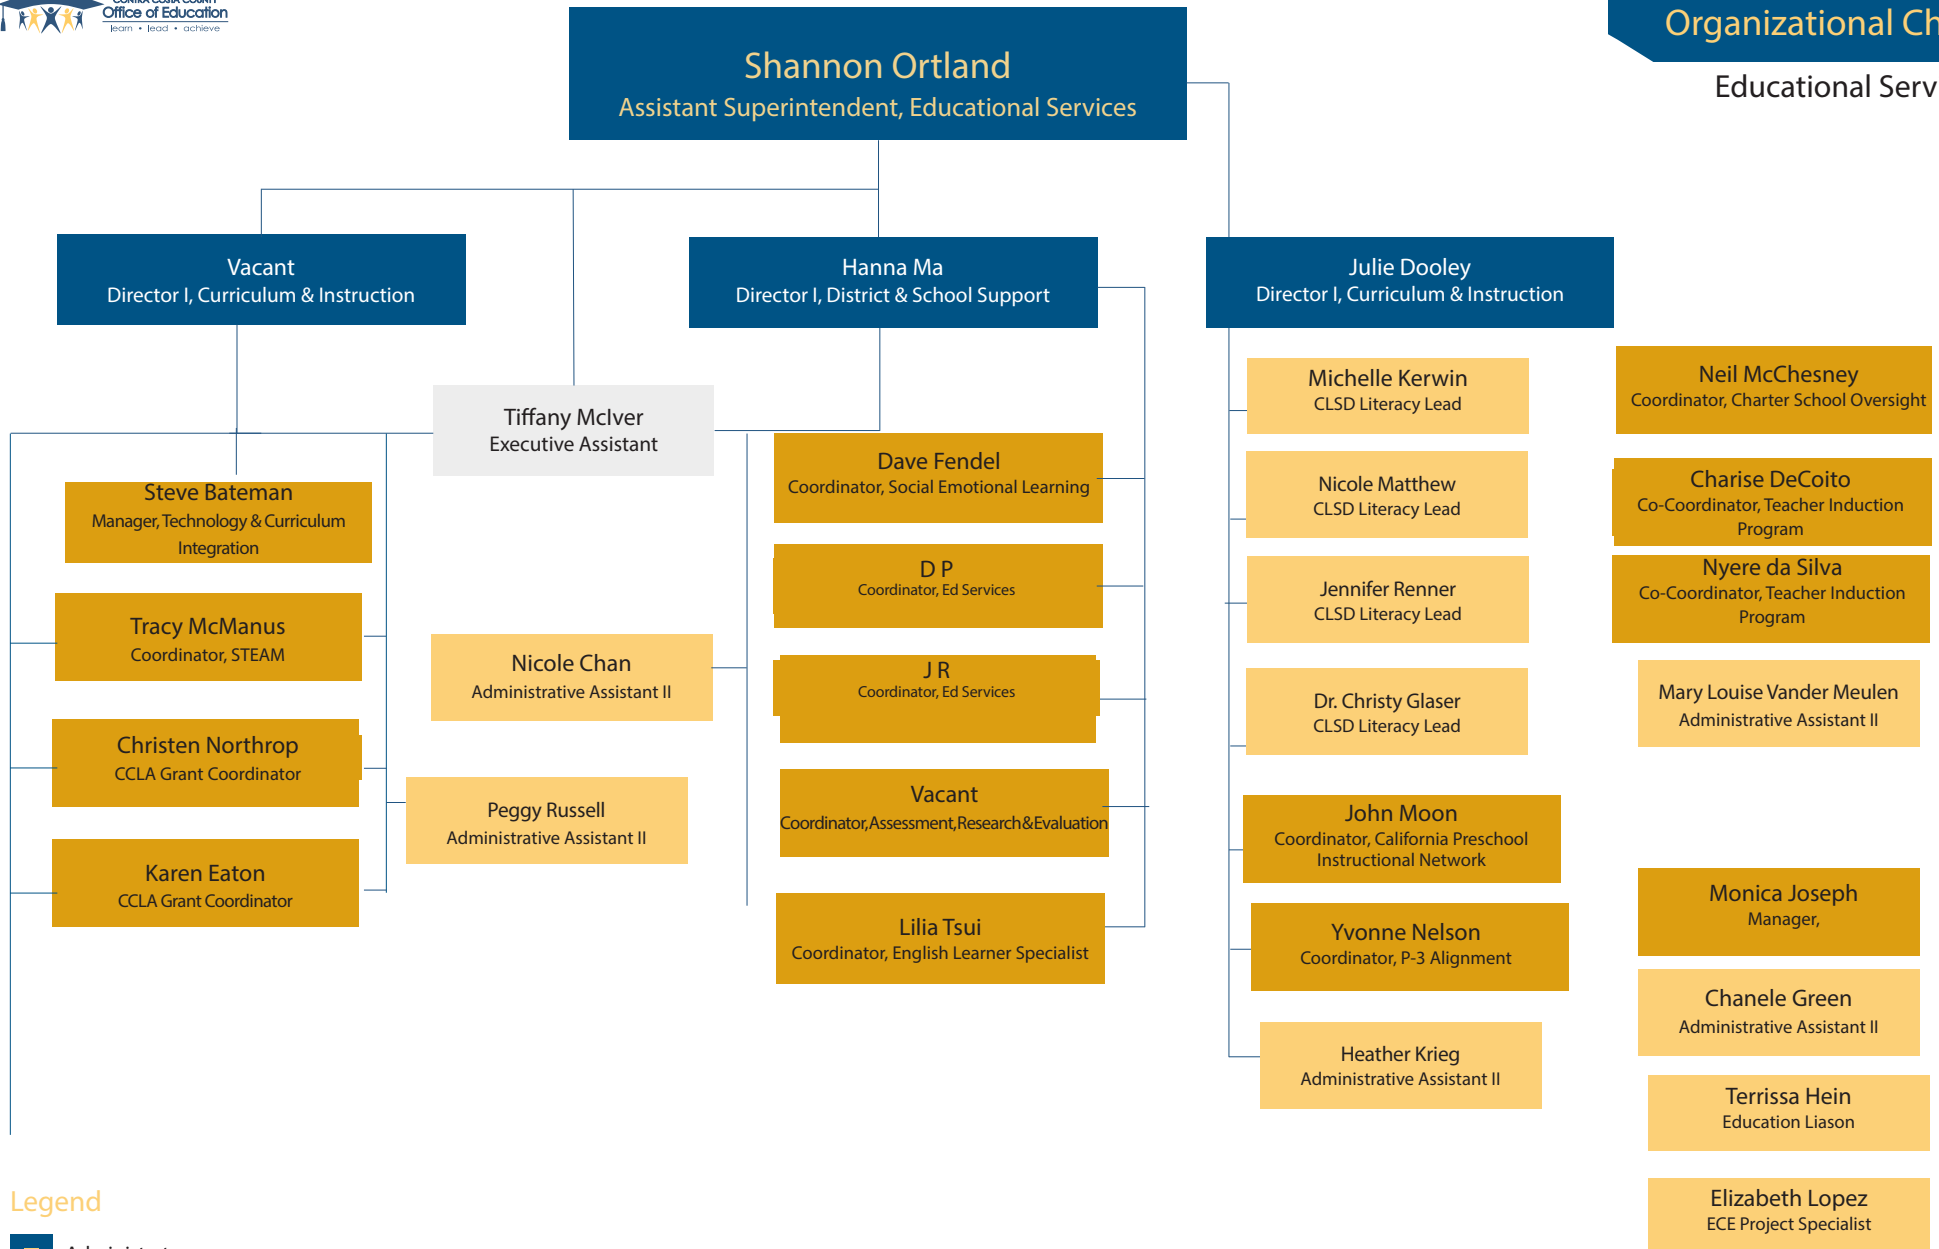 CONTRA COSTA COUNTY
Office of Education
learn • lead • achieve
Organizational Ch
Educational Serv
Shannon Ortland
Assistant Superintendent, Educational Services
Vacant
Director I, Curriculum & Instruction
Hanna Ma
Director I, District & School Support
Julie Dooley
Director I, Curriculum & Instruction
Tiffany McIver
Executive Assistant
Steve Bateman
Manager, Technology & Curriculum
Integration
Tracy McManus
Coordinator, STEAM
Christen Northrop
CCLA Grant Coordinator
Karen Eaton
CCLA Grant Coordinator
Nicole Chan
Administrative Assistant II
Peggy Russell
Administrative Assistant II
Dave Fendel
Coordinator, Social Emotional Learning
D P
Coordinator, Ed Services
J R
Coordinator, Ed Services
Vacant
Coordinator, Assessment, Research & Evaluation
Lilia Tsui
Coordinator, English Learner Specialist
Michelle Kerwin
CLSD Literacy Lead
Nicole Matthew
CLSD Literacy Lead
Jennifer Renner
CLSD Literacy Lead
Dr. Christy Glaser
CLSD Literacy Lead
John Moon
Coordinator, California Preschool
Instructional Network
Yvonne Nelson
Coordinator, P-3 Alignment
Heather Krieg
Administrative Assistant II
Neil McChesney
Coordinator, Charter School Oversight
Charise DeCoito
Co-Coordinator, Teacher Induction
Program
Nyere da Silva
Co-Coordinator, Teacher Induction
Program
Mary Louise Vander Meulen
Administrative Assistant II
Monica Joseph
Manager,
Chanele Green
Administrative Assistant II
Terrissa Hein
Education Liason
Elizabeth Lopez
ECE Project Specialist
Legend